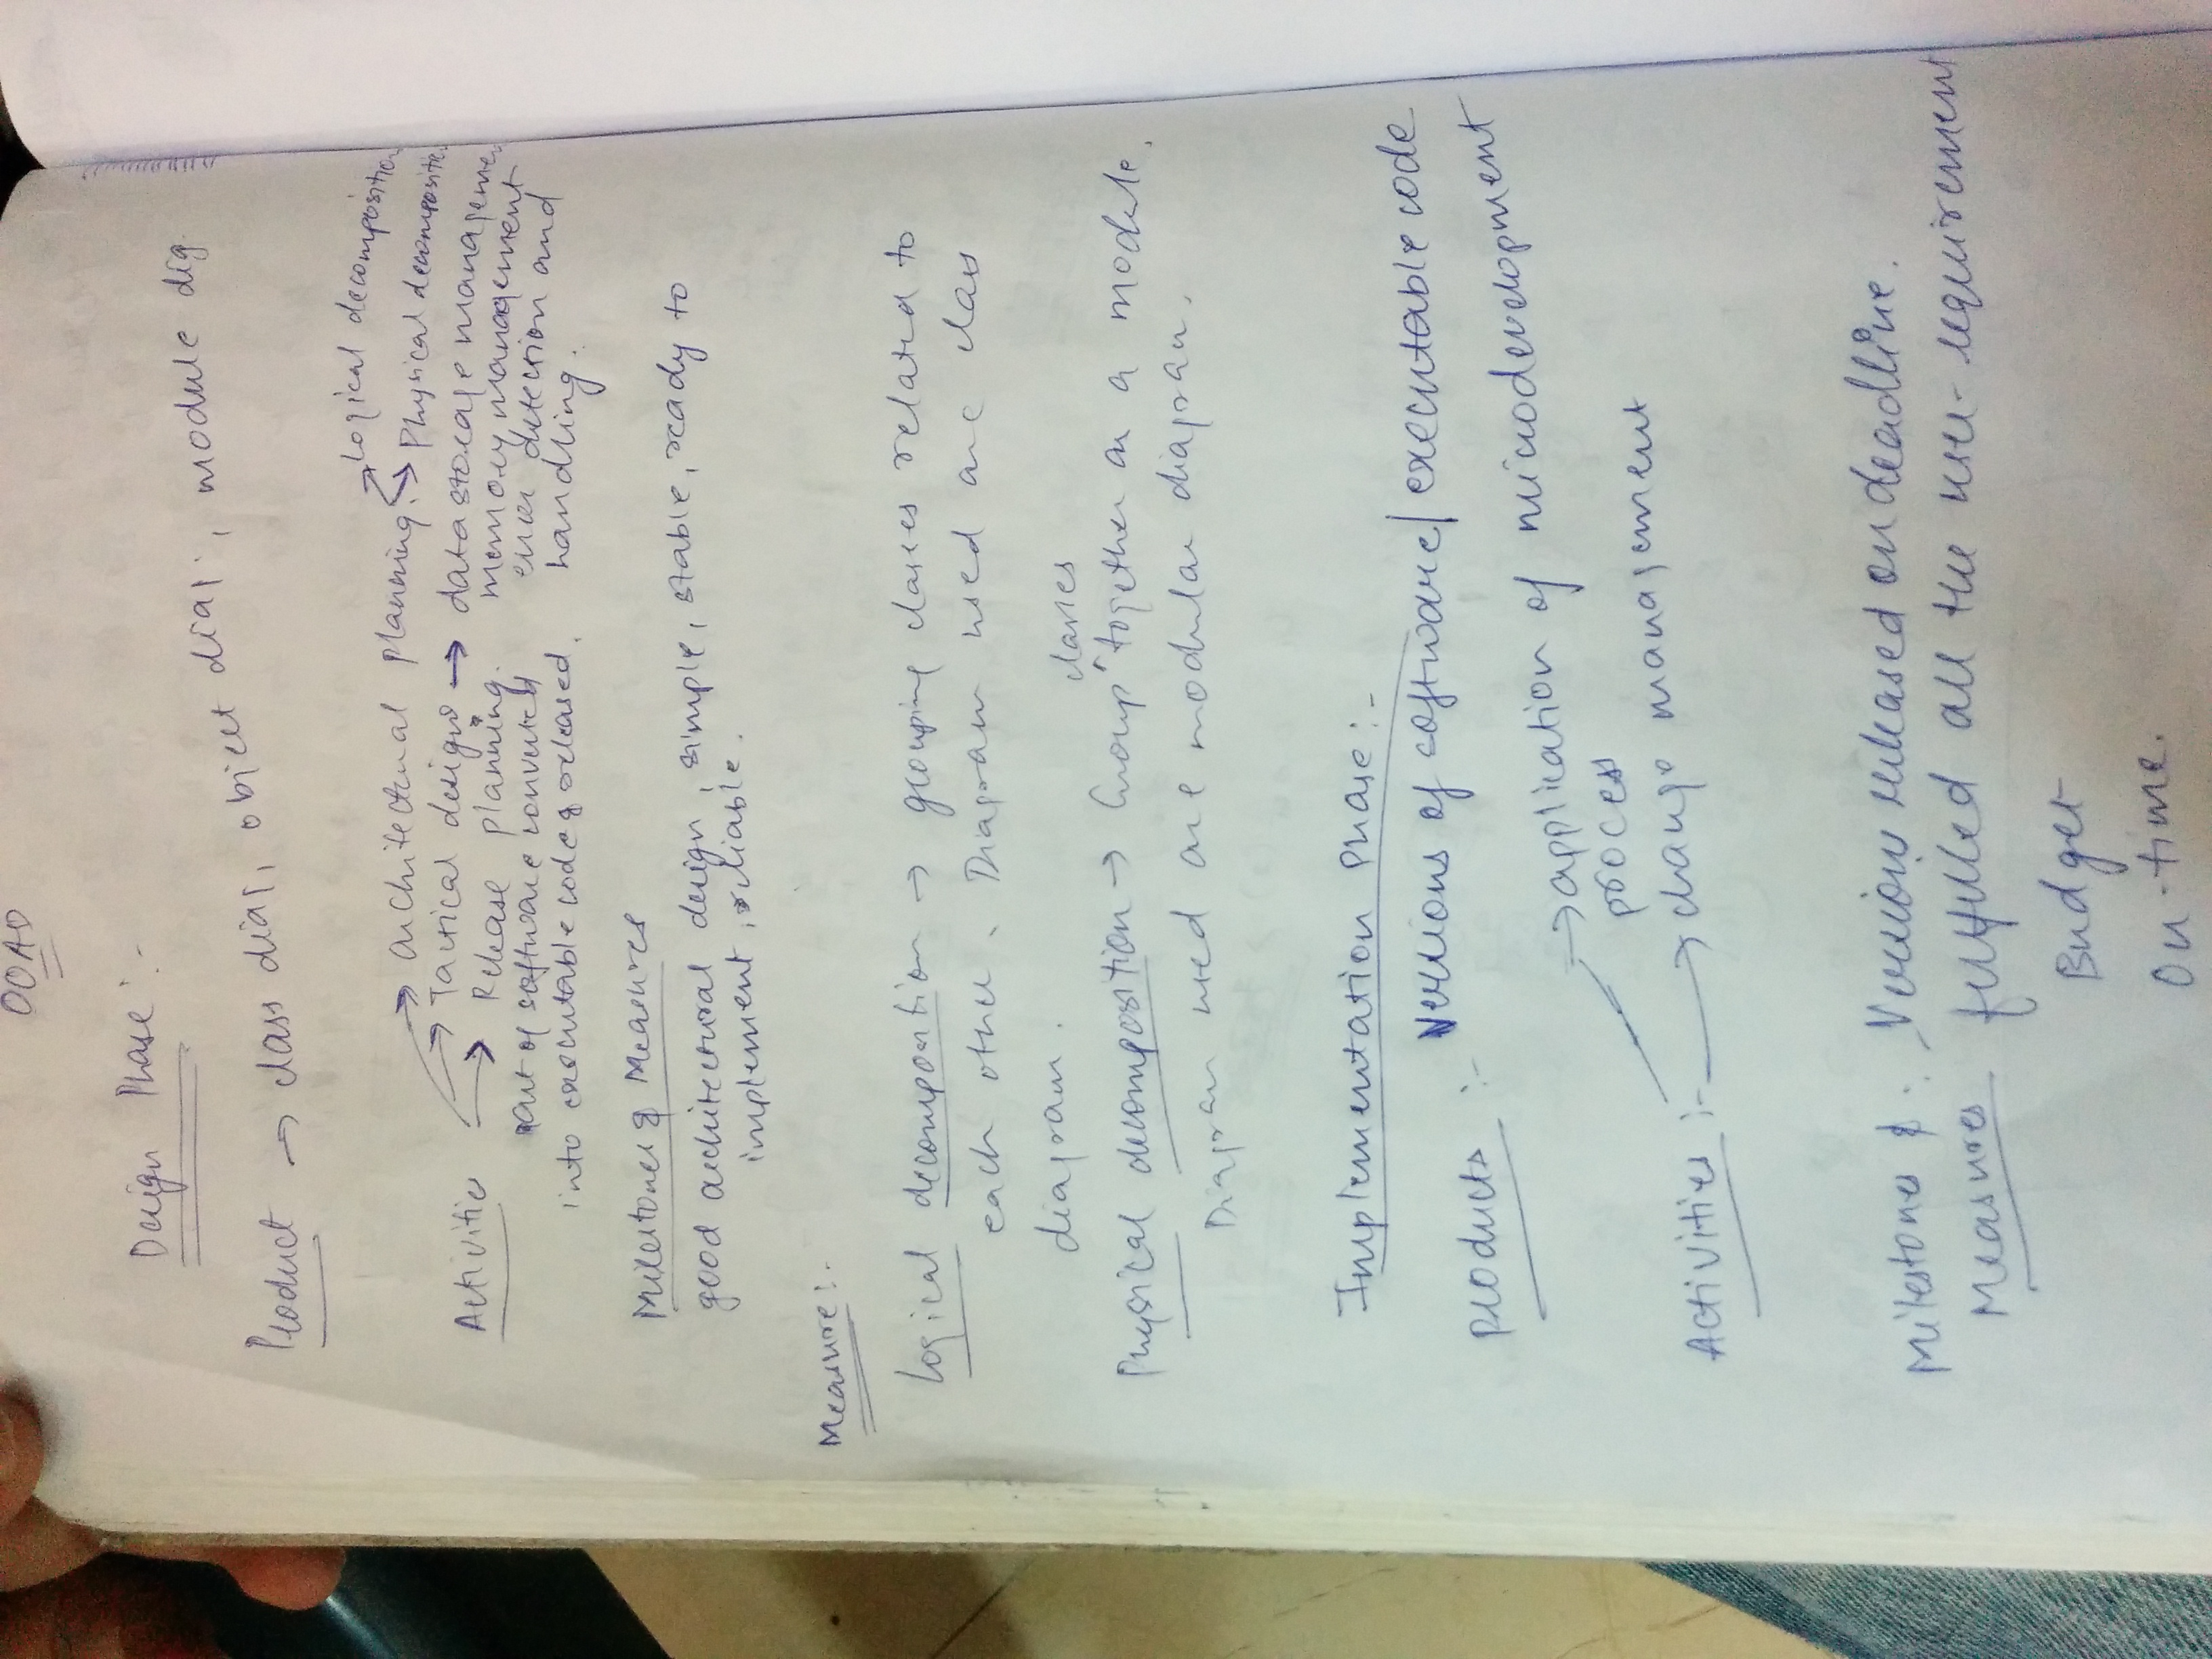 OOAD
Design Phase :-
Product → class diag, object diag, module dig.
→ Logical decomposition
Activities → Architectural Planning. → Physical decomposition
→ Tactical design → data storage management
→ Release planning. memory management
part of software converted error detection and
into executable code & released. handling.
Milestones & Measures
good architectural design, simple, stable, ready to
implement, reliable.
Measure :-
Logical decomposition → grouping classes related to
each other. Diagram used are class
diagram.
classes
Physical decomposition → Group ^ together in a module.
Diagram used are modular diagram.
Implementation Phase :-
Products :- Versions of software/executable code
Activities :- → application of microdevelopment
process
→ change management
Milestones & : Version released on deadline.
Measures fulfilled all the user-requirement
Budget
On-time.